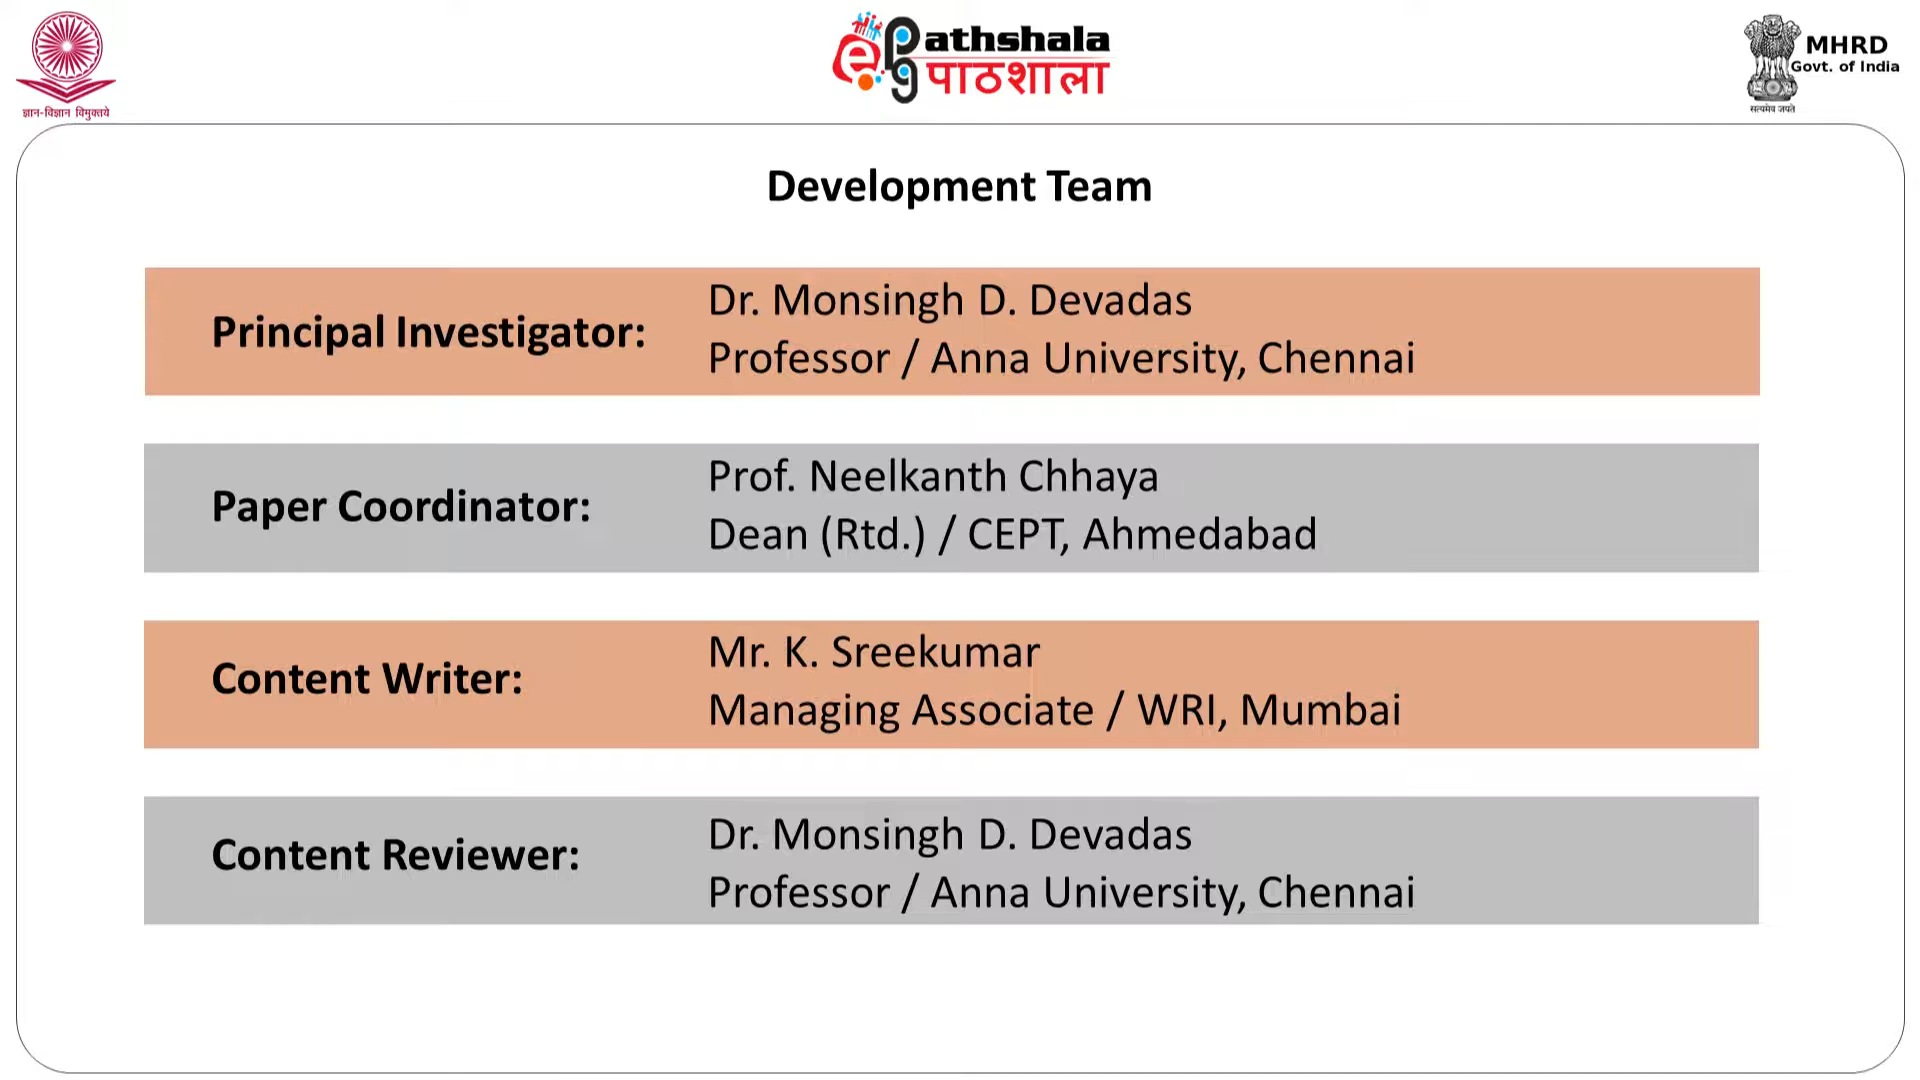 ज्ञान-विज्ञान विमुक्तये
ePG Pathshala
पाठशाला
MHRD
Govt. of India
सत्यमेव जयते
Development Team
Principal Investigator:
Dr. Monsingh D. Devadas
Professor / Anna University, Chennai
Paper Coordinator:
Prof. Neelkanth Chhaya
Dean (Rtd.) / CEPT, Ahmedabad
Content Writer:
Mr. K. Sreekumar
Managing Associate / WRI, Mumbai
Content Reviewer:
Dr. Monsingh D. Devadas
Professor / Anna University, Chennai